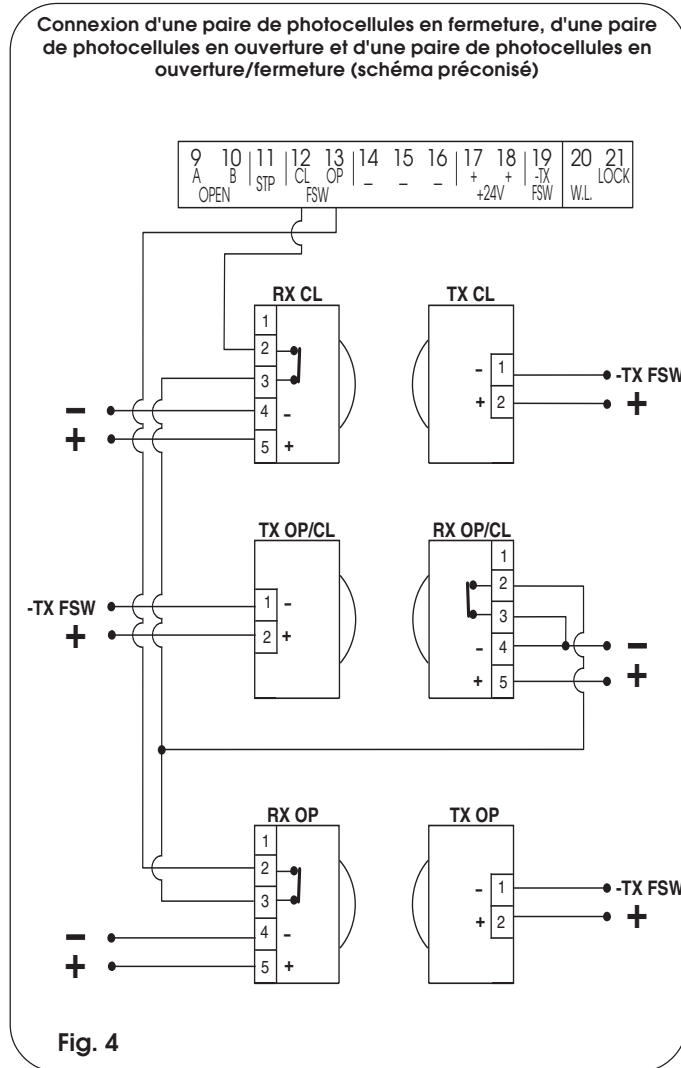 Connexion d'une paire de photocellules en fermeture, d'une paire
de photocellules en ouverture et d'une paire de photocellules en
ouverture/fermeture (schéma préconisé)
9 10 11 12 13 14 15 16 17 18 19 20 21
A B STP CL OP – – – + + -TX LOCK
OPEN FSW +24V FSW W.L.
RX CL TX CL
1
2
3
4 -
5 +
-
+
- 1
+ 2
-TX FSW
+
TX OP/CL RX OP/CL
-TX FSW
+
1 -
2 +
1
2
3
- 4
+ 5
-
+
RX OP TX OP
1
2
3
4 -
5 +
-
+
- 1
+ 2
-TX FSW
+
Fig. 4